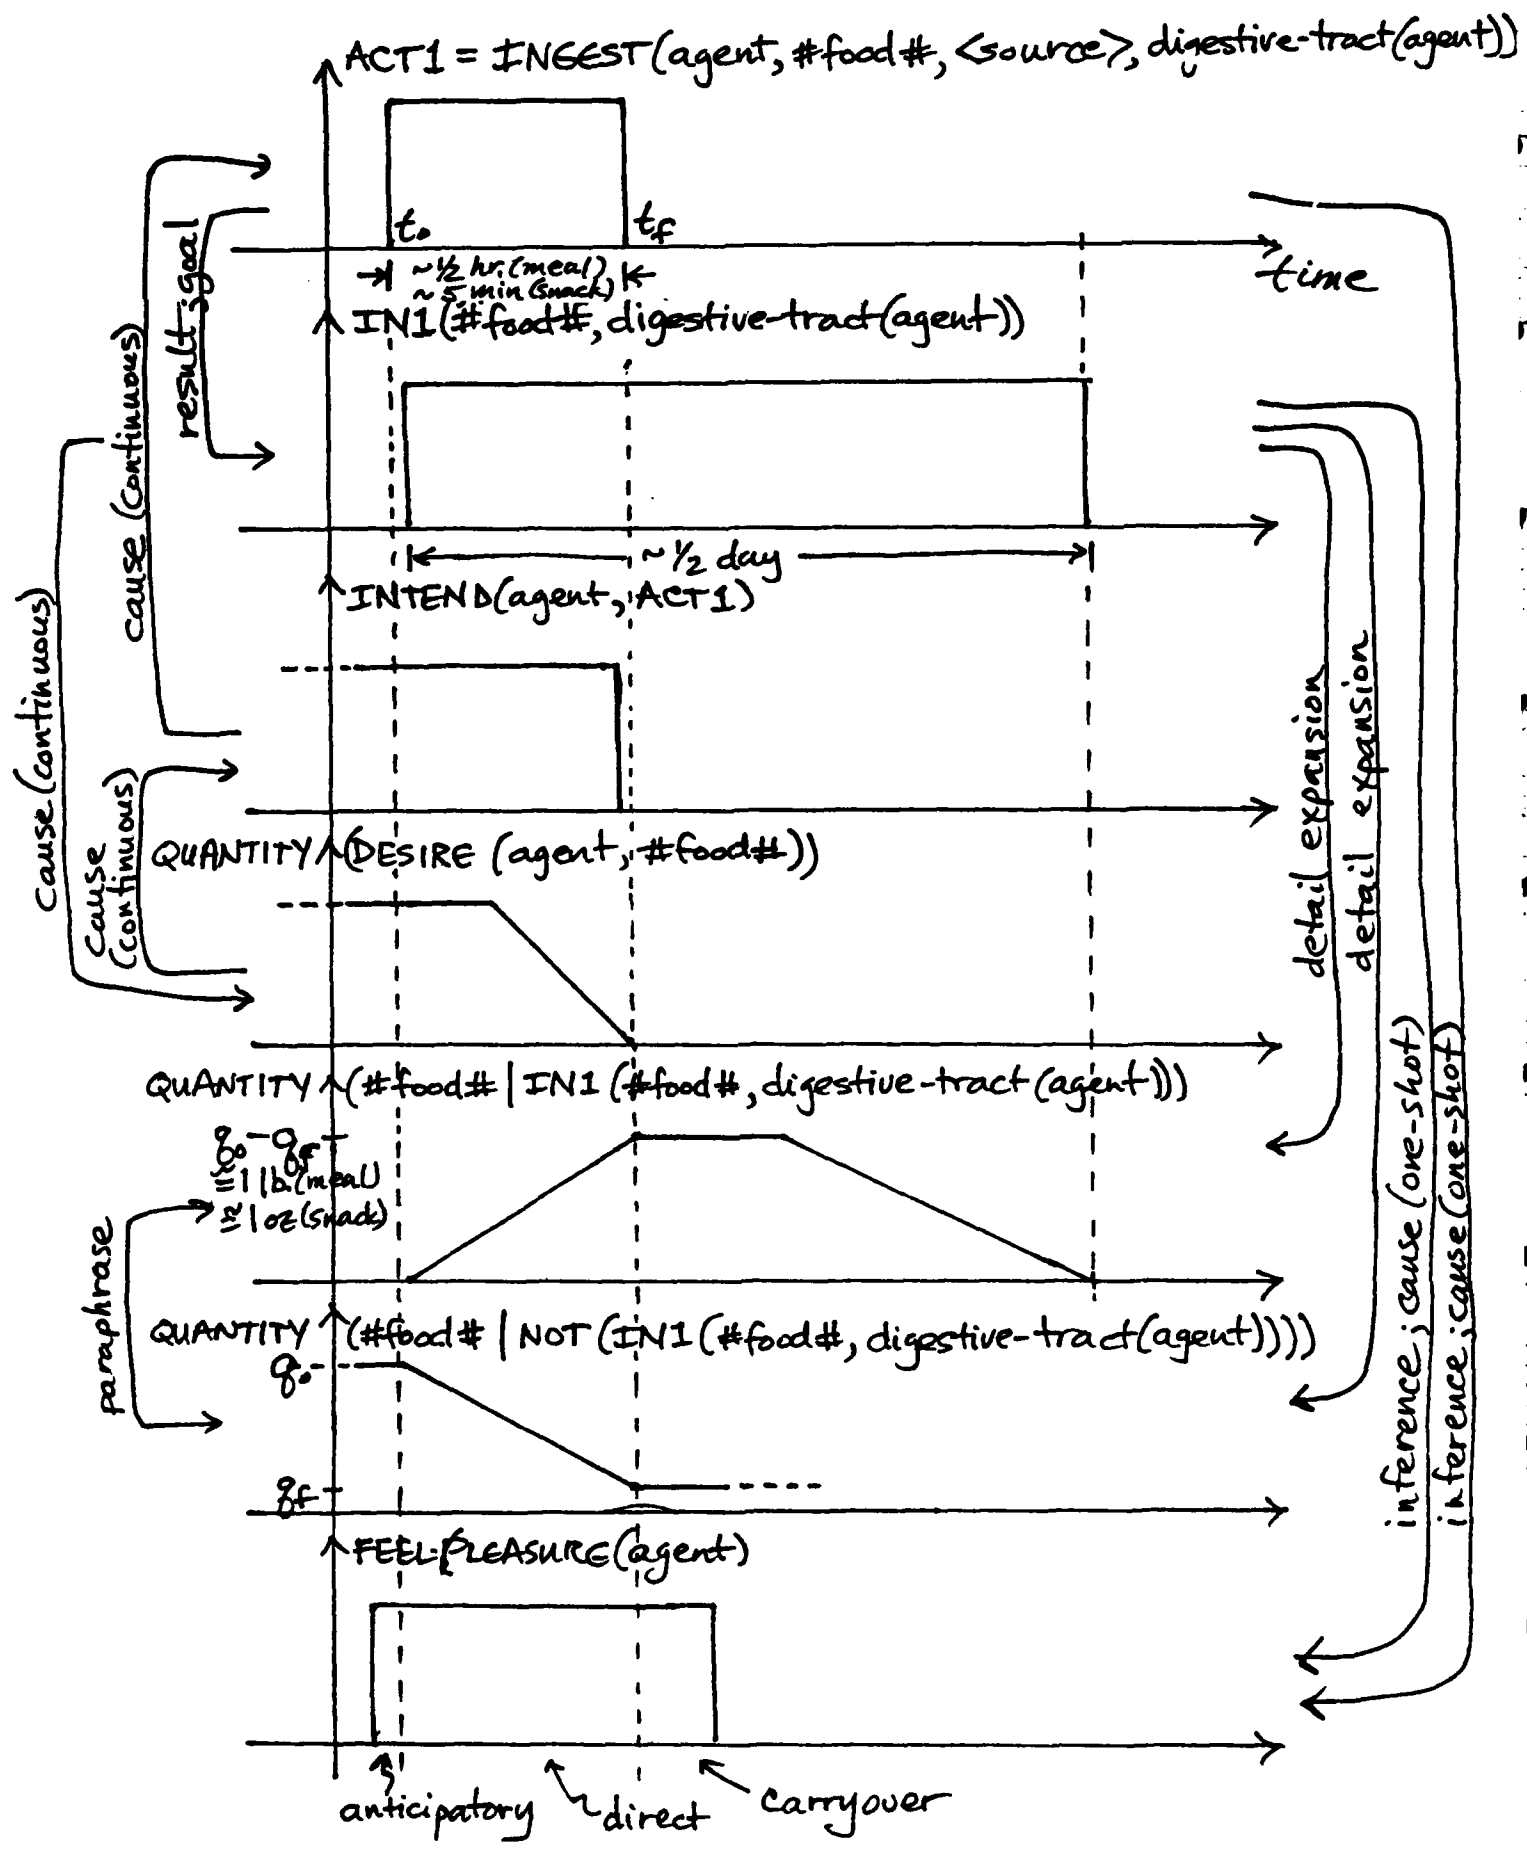 ACT1 = INGEST(agent, #food#, <source>, digestive-tract(agent))
t₀
t_f
time
~½ hr. (meal)
~5 min (snack)
result; goal
cause (continuous)
IN1(#food#, digestive-tract(agent))
~½ day
INTEND(agent, ACT1)
cause (continuous)
cause
(continuous)
QUANTITY (DESIRE (agent, #food#))
detail expansion
detail expansion
QUANTITY (#food# | IN1 (#food#, digestive-tract(agent)))
q₀-q_f
≅ 1 lb. (meal)
≅ 1 oz (snack)
paraphrase
QUANTITY (#food# | NOT (IN1 (#food#, digestive-tract(agent))))
q₀
q_f
inference; cause (one-shot)
inference; cause (one-shot)
FEEL-PLEASURE(agent)
anticipatory
direct
carryover